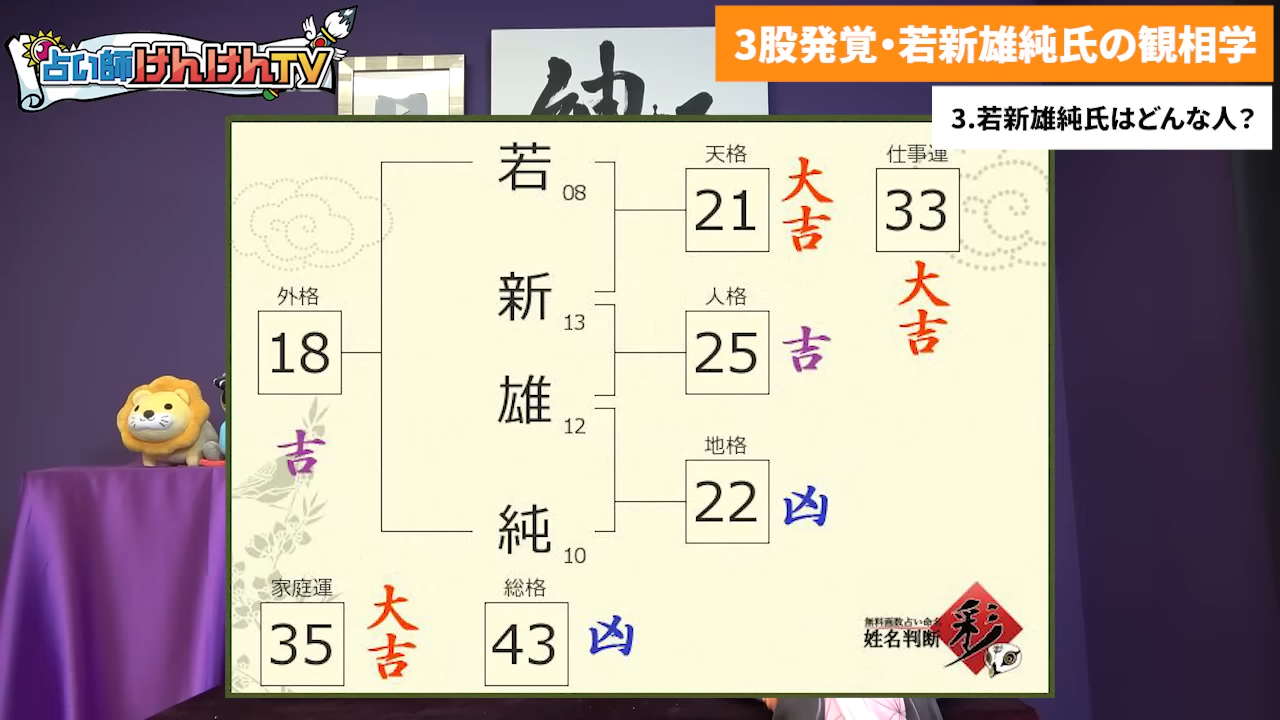 占い師けんけんTV
3股発覚・若新雄純氏の観相学
3.若新雄純氏はどんな人?
若 08
新 13
雄 12
純 10
天格
21 大吉
仕事運
33
大吉
外格
18
吉
人格
25 吉
地格
22 凶
家庭運
35 大吉
総格
43 凶
無料画数占い命名
姓名判断 彩